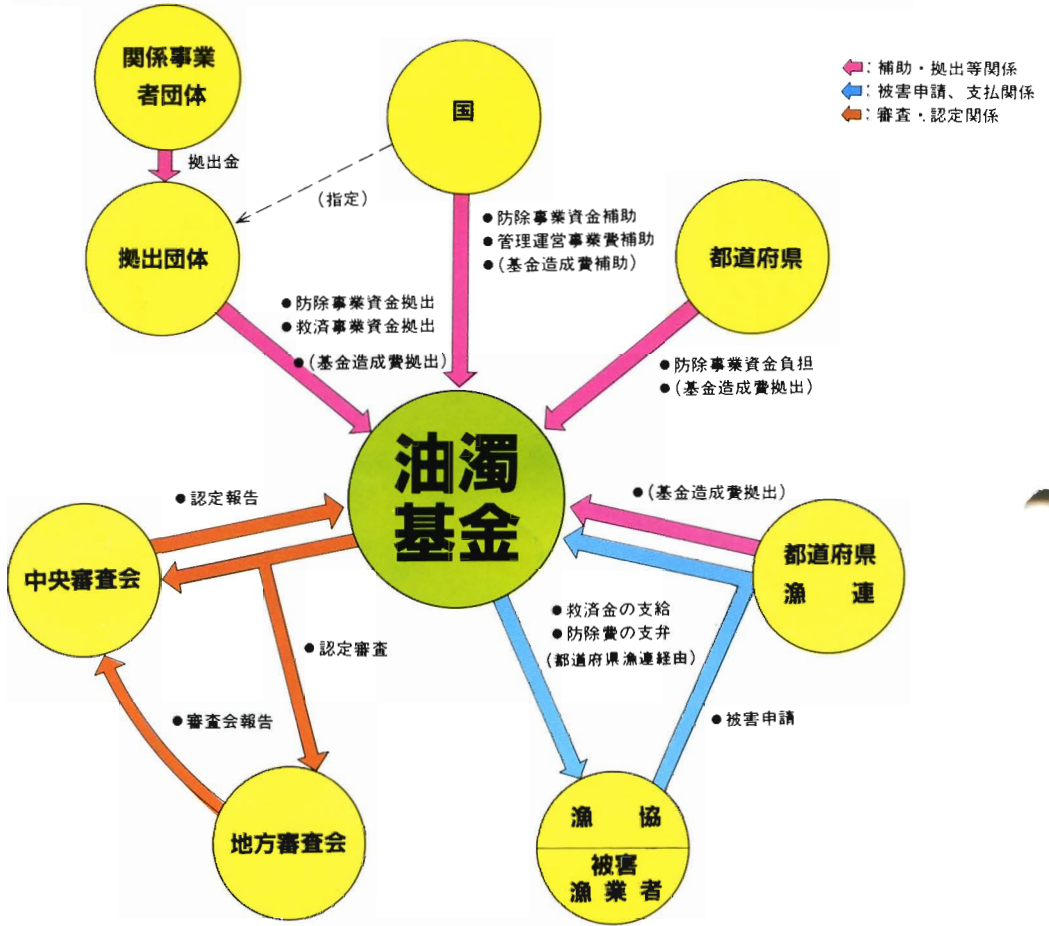 関係事業
者団体
国
:補助・拠出等関係
:被害申請、支払関係
:審査・認定関係
拠出金
(指定)
拠出団体
●防除事業資金補助
●管理運営事業費補助
●(基金造成費補助)
都道府県
●防除事業資金拠出
●救済事業資金拠出
●(基金造成費拠出)
●防除事業資金負担
●(基金造成費拠出)
油濁
基金
●認定報告
●(基金造成費拠出)
中央審査会
都道府県
漁 連
●救済金の支給
●防除費の支弁
(都道府県漁連経由)
●認定審査
●審査会報告
●被害申請
地方審査会
漁 協
被害
漁業者